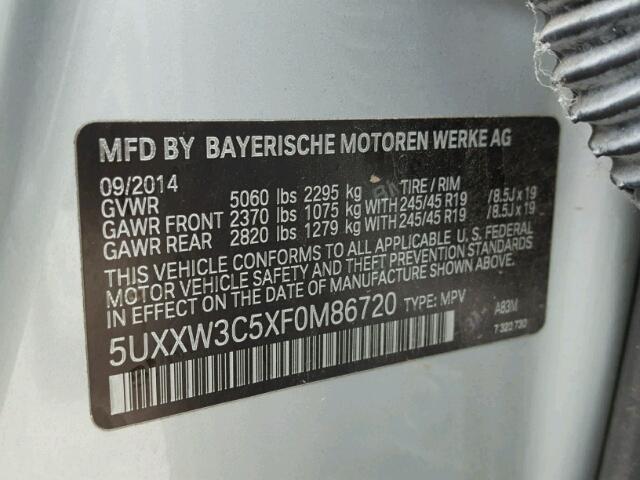 MFD BY BAYERISCHE MOTOREN WERKE AG
09/2014 TIRE / RIM
GVWR 5060 lbs 2295 kg
GAWR FRONT 2370 lbs 1075 kg WITH 245/45 R19 /8.5J x 19
GAWR REAR 2820 lbs 1279 kg WITH 245/45 R19 /8.5J x 19
THIS VEHICLE CONFORMS TO ALL APPLICABLE U. S. FEDERAL
MOTOR VEHICLE SAFETY AND THEFT PREVENTION STANDARDS
IN EFFECT ON THE DATE OF MANUFACTURE SHOWN ABOVE.
5UXXW3C5XF0M86720 TYPE: MPV A83M
7 320 730